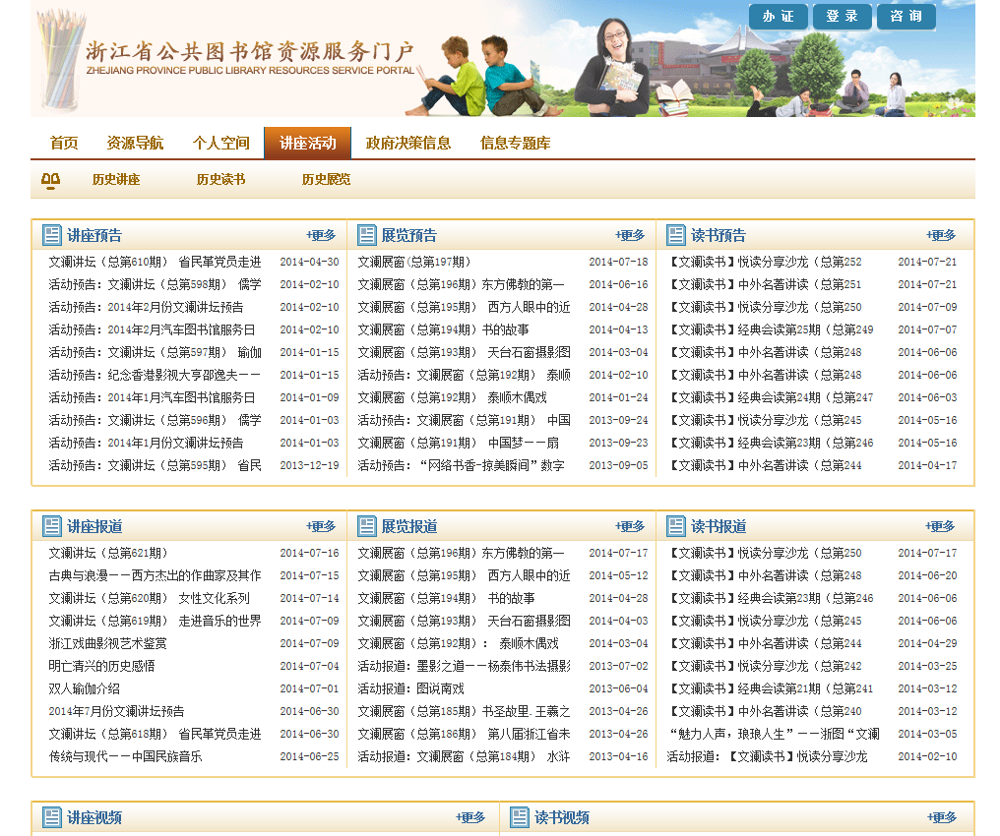 办 证 登 录 咨 询
浙江省公共图书馆资源服务门户
ZHEJIANG PROVINCE PUBLIC LIBRARY RESOURCES SERVICE PORTAL
首页 资源导航 个人空间 讲座活动 政府决策信息 信息专题库
历史讲座 历史读书 历史展览
讲座预告 +更多
文澜讲坛（总第610期） 省民革党员走进 2014-04-30
活动预告：文澜讲坛（总第598期） 儒学 2014-02-10
活动预告：2014年2月份文澜讲坛预告 2014-02-10
活动预告：2014年2月汽车图书馆服务日 2014-02-10
活动预告：文澜讲坛（总第597期） 瑜伽 2014-01-15
活动预告：纪念香港影视大亨邵逸夫－－ 2014-01-15
活动预告：2014年1月汽车图书馆服务日 2014-01-09
活动预告：文澜讲坛（总第596期） 儒学 2014-01-03
活动预告：2014年1月份文澜讲坛预告 2014-01-03
活动预告：文澜讲坛（总第595期） 省民 2013-12-19
展览预告 +更多
文澜展窗(总第197期） 2014-07-18
文澜展窗（总第196期）东方佛教的第一 2014-06-16
文澜展窗（总第195期） 西方人眼中的近 2014-04-28
文澜展窗（总第194期）书的故事 2014-04-13
文澜展窗（总第193期） 天台石窗摄影图 2014-03-04
活动预告：文澜展窗（总第192期） 泰顺 2014-02-10
文澜展窗（总第192期） 泰顺木偶戏 2014-01-24
活动预告：文澜展窗（总第191期） 中国 2013-09-24
文澜展窗（总第191期） 中国梦－－扇 2013-09-23
活动预告：“网络书香-掠美瞬间”数字 2013-09-05
读书预告 +更多
【文澜读书】悦读分享沙龙（总第252 2014-07-21
【文澜读书】中外名著讲读（总第251 2014-07-21
【文澜读书】悦读分享沙龙（总第250 2014-07-09
【文澜读书】经典会读第25期（总第249 2014-07-07
【文澜读书】中外名著讲读（总第248 2014-06-06
【文澜读书】中外名著讲读（总第248 2014-06-06
【文澜读书】经典会读第24期（总第247 2014-06-03
【文澜读书】悦读分享沙龙（总第245 2014-05-16
【文澜读书】经典会读第23期（总第246 2014-05-16
【文澜读书】中外名著讲读（总第244 2014-04-17
讲座报道 +更多
文澜讲坛（总第621期） 2014-07-16
古典与浪漫－－西方杰出的作曲家及其作 2014-07-15
文澜讲坛（总第620期） 女性文化系列 2014-07-14
文澜讲坛（总第619期） 走进音乐的世界 2014-07-09
浙江戏曲影视艺术鉴赏 2014-07-09
明亡清兴的历史感悟 2014-07-04
双人瑜伽介绍 2014-07-01
2014年7月份文澜讲坛预告 2014-06-30
文澜讲坛（总第618期） 省民革党员走进 2014-06-30
传统与现代－－中国民族音乐 2014-06-25
展览报道 +更多
文澜展窗（总第196期）东方佛教的第一 2014-07-17
文澜展窗（总第195期） 西方人眼中的近 2014-05-12
文澜展窗（总第194期） 书的故事 2014-04-28
文澜展窗（总第193期） 天台石窗摄影图 2014-04-03
文澜展窗（总第192期）： 泰顺木偶戏 2014-03-04
活动报道：墨影之道－－杨泰伟书法摄影 2013-07-02
活动报道：图说南戏 2013-06-04
文澜展窗（总第185期）书圣故里.王羲之 2013-04-26
文澜展窗（总第186期） 第八届浙江省未 2013-04-26
活动报道：文澜展窗（总第184期） 水浒 2013-04-16
读书报道 +更多
【文澜读书】悦读分享沙龙（总第250 2014-07-17
【文澜读书】中外名著讲读（总第248 2014-06-20
【文澜读书】经典会读第23期（总第246 2014-06-06
【文澜读书】悦读分享沙龙（总第245 2014-06-06
【文澜读书】中外名著讲读（总第244 2014-04-29
【文澜读书】悦读分享沙龙（总第242 2014-03-25
【文澜读书】经典会读第21期（总第241 2014-03-12
【文澜读书】中外名著讲读（总第240 2014-03-12
“魅力人声，琅琅人生”－－浙图“文澜 2014-03-05
活动报道：【文澜读书】悦读分享沙龙 2014-02-10
讲座视频 +更多
读书视频 +更多